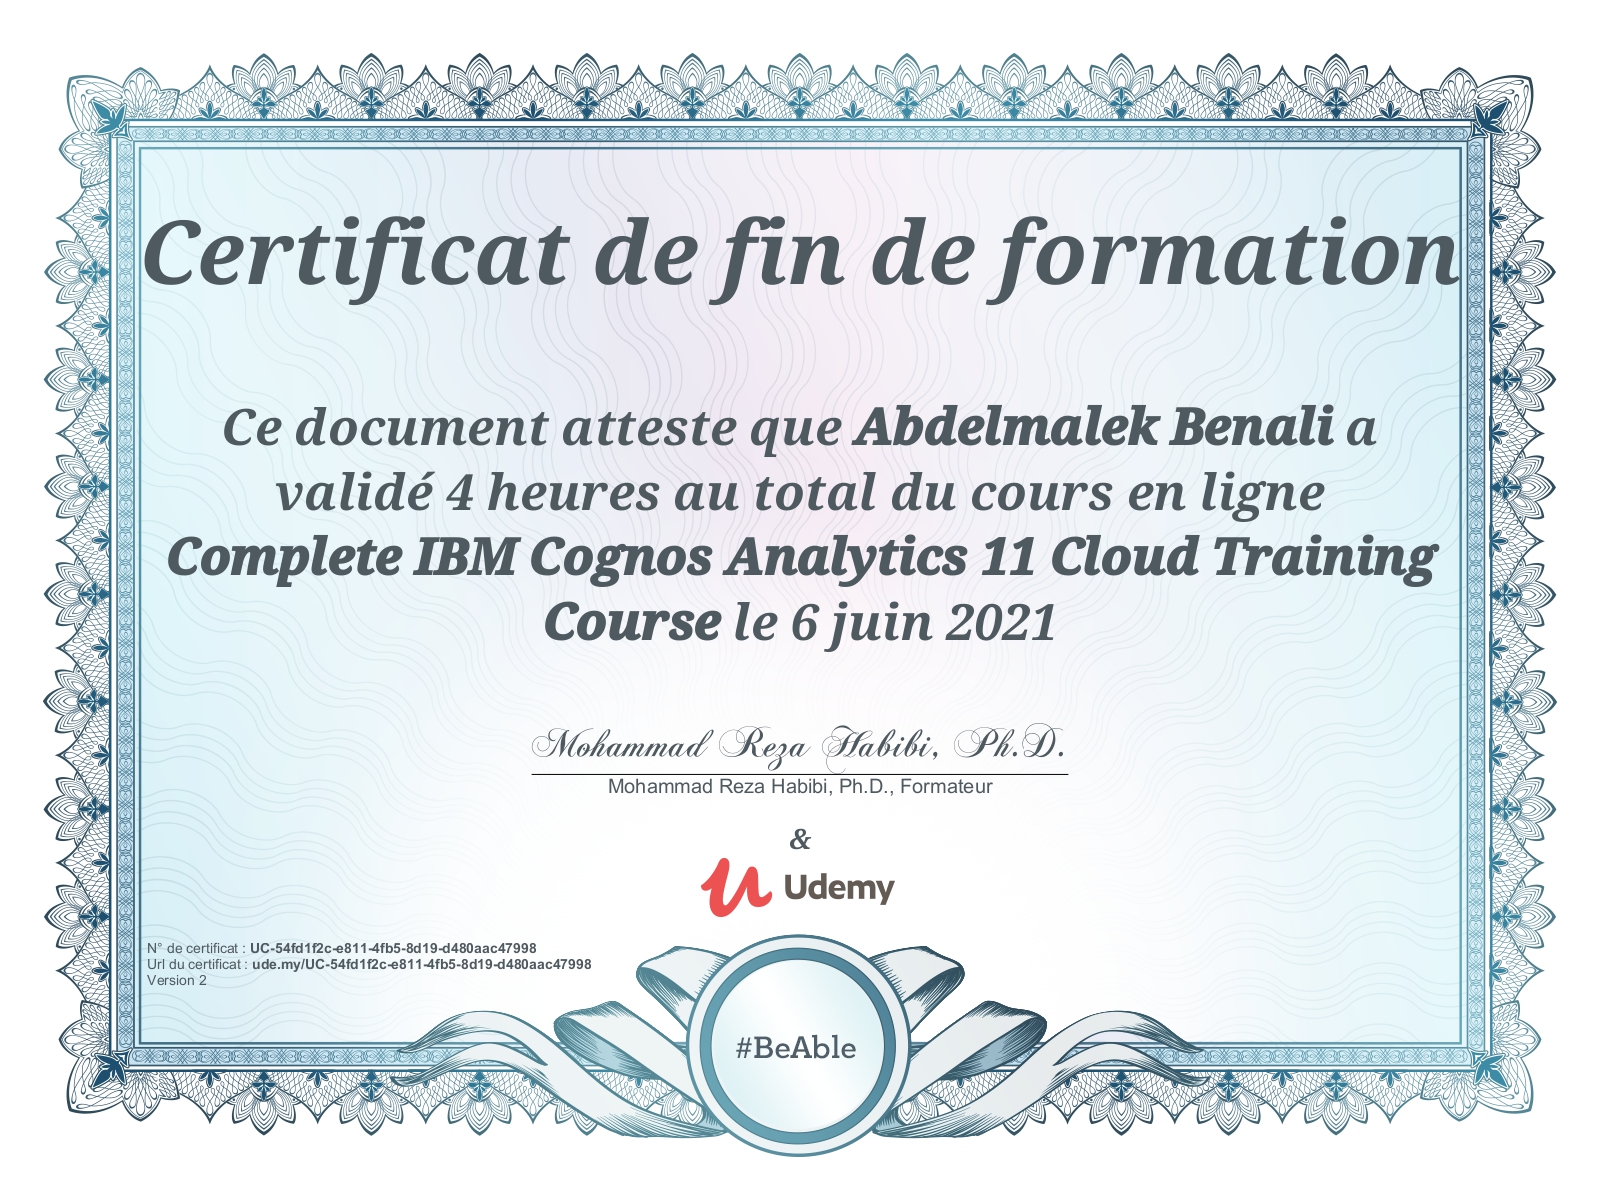 Certificat de fin de formation
Ce document atteste que Abdelmalek Benali a
validé 4 heures au total du cours en ligne
Complete IBM Cognos Analytics 11 Cloud Training
Course le 6 juin 2021
Mohammad Reza Habibi, Ph.D.
Mohammad Reza Habibi, Ph.D., Formateur
&
Udemy
N° de certificat : UC-54fd1f2c-e811-4fb5-8d19-d480aac47998
Url du certificat : ude.my/UC-54fd1f2c-e811-4fb5-8d19-d480aac47998
Version 2
#BeAble